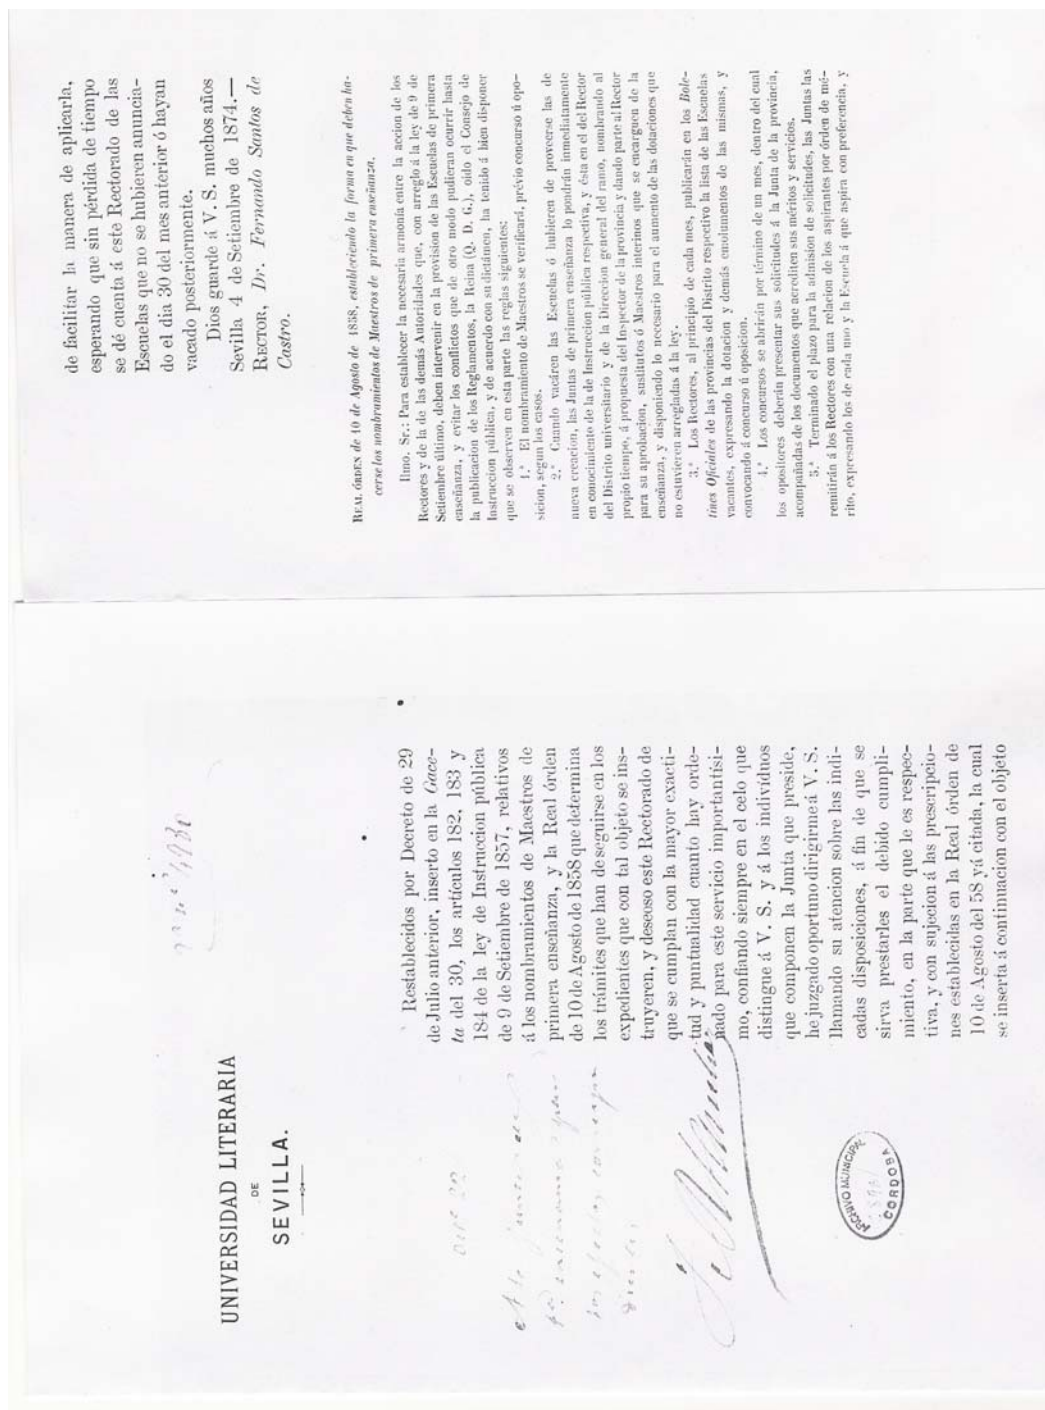 UNIVERSIDAD LITERARIA
DE
SEVILLA.
Restablecidos por Decreto de 29
de Julio anterior, inserto en la Gace-
ta del 30, los artículos 182, 183 y
184 de la ley de Instruccion pública
de 9 de Setiembre de 1857, relativos
á los nombramientos de Maestros de
primera enseñanza, y la Real órden
de 10 de Agosto de 1858 que determina
los trámites que han de seguirse en los
expedientes que con tal objeto se ins-
truyeren, y deseoso este Rectorado de
que se cumplan con la mayor exacti-
tud y puntualidad cuanto hay orde-
nado para este servicio importantísi-
mo, confiando siempre en el celo que
distingue á V. S. y á los indivíduos
que componen la Junta que preside,
he juzgado oportuno dirigirme á V. S.
llamando su atencion sobre las indi-
cadas disposiciones, á fin de que se
sirva prestarles el debido cumpli-
miento, en la parte que le es respec-
tiva, y con sujecion á las prescripcio-
nes establecidas en la Real órden de
10 de Agosto del 58 yá citada, la cual
se inserta á continuacion con el objeto
ARCHIVO MUNICIPAL
CORDOBA
de facilitar la manera de aplicarla,
esperando que sin pérdida de tiempo
se dé cuenta á este Rectorado de las
Escuelas que no se hubieren anuncia-
do el dia 30 del mes anterior ó hayan
vacado posteriormente.
Dios guarde á V. S. muchos años
Sevilla 4 de Setiembre de 1874.—
RECTOR, Dr. Fernando Santos de
Castro.
REAL ÓRDEN de 10 de Agosto de 1858, estableciendo la forma en que deben ha-
cerse los nombramientos de Maestros de primera enseñanza.
Ilmo. Sr.: Para establecer la necesaria armonía entre la accion de los
Rectores y de la de las demás Autoridades que, con arreglo á la ley de 9 de
Setiembre último, deben intervenir en la provision de las Escuelas de primera
enseñanza, y evitar los conflictos que de otro modo pudieran ocurrir hasta
la publicacion de los Reglamentos, la Reina (Q. D. G.), oido el Consejo de
Instruccion pública, y de acuerdo con su dictámen, ha tenido á bien disponer
que se observen en esta parte las reglas siguientes:
1.ª El nombramiento de Maestros se verificará, prévio concurso ú opo-
sicion, segun los casos.
2.ª Cuando vacáren las Escuelas ó hubieren de proveerse las de
nueva creacion, las Juntas de primera enseñanza lo pondrán inmediatamente
en conocimiento de la de Instruccion pública respectiva, y ésta en el del Rector
del Distrito universitario y de la Direccion general del ramo, nombrando al
propio tiempo, á propuesta del Inspector de la provincia y dando parte al Rector
para su aprobacion, sustitutos ó Maestros interinos que se encarguen de la
enseñanza, y disponiendo lo necesario para el aumento de las dotaciones que
no estuvieren arregladas á la ley.
3.ª Los Rectores, al principio de cada mes, publicarán en los Bole-
tines Oficiales de las provincias del Distrito respectivo la lista de las Escuelas
vacantes, expresando la dotacion y demás emolumentos de las mismas, y
convocando á concurso ú oposicion.
4.ª Los concursos se abrirán por término de un mes, dentro del cual
los opositores deberán presentar sus solicitudes á la Junta de la provincia,
acompañadas de los documentos que acrediten sus méritos y servicios.
5.ª Terminado el plazo para la admision de solicitudes, las Juntas las
remitirán á los Rectores con una relacion de los aspirantes por órden de mé-
rito, expresando los de cada uno y la Escuela á que aspira con preferencia, y